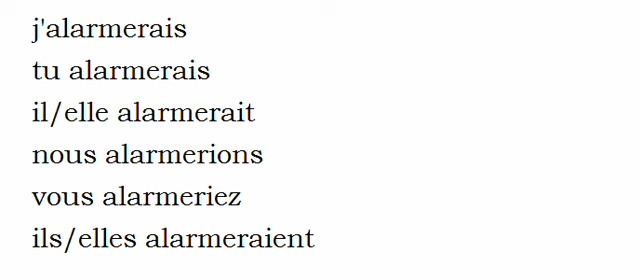 j'alarmerais
tu alarmerais
il/elle alarmerait
nous alarmerions
vous alarmeriez
ils/elles alarmeraient